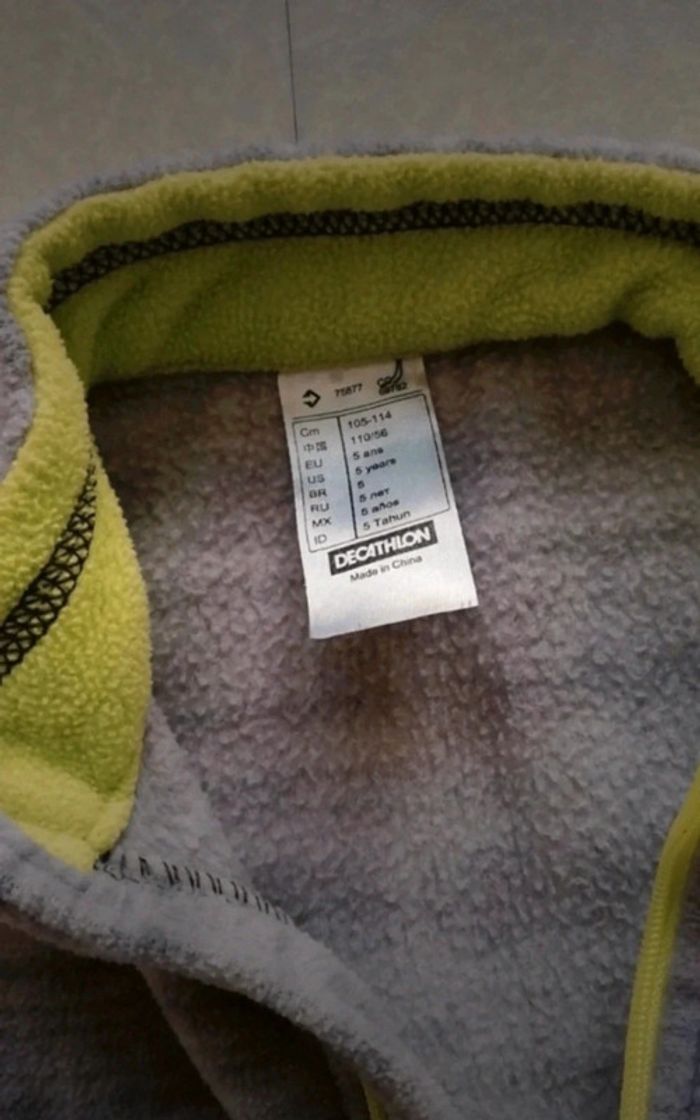 75877
Cm 105-114
中国 110/56
EU 5 ans
US 5 years
BR 5
RU 5 лет
MX 5 años
ID 5 Tahun
DECATHLON
Made in China